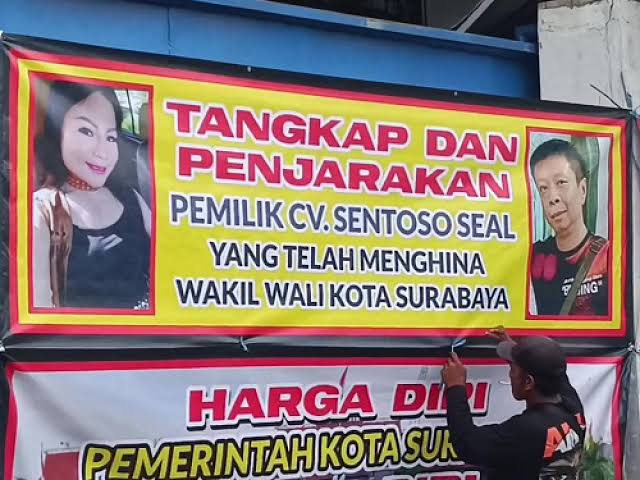 TANGKAP DAN
PENJARAKAN
PEMILIK CV. SENTOSO SEAL
YANG TELAH MENGHINA
WAKIL WALI KOTA SURABAYA
HARGA DIRI
PEMERINTAH KOTA